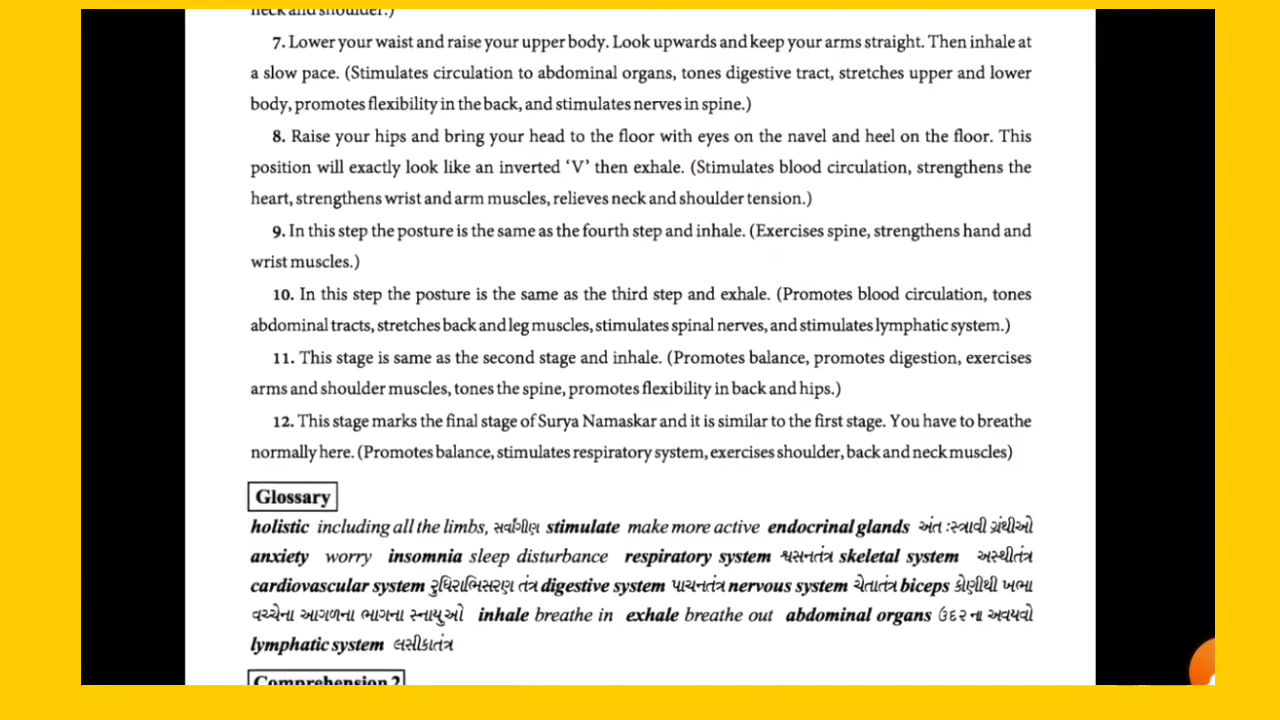 neck and shoulder.)
7. Lower your waist and raise your upper body. Look upwards and keep your arms straight. Then inhale at
a slow pace. (Stimulates circulation to abdominal organs, tones digestive tract, stretches upper and lower
body, promotes flexibility in the back, and stimulates nerves in spine.)
8. Raise your hips and bring your head to the floor with eyes on the navel and heel on the floor. This
position will exactly look like an inverted ‘V’ then exhale. (Stimulates blood circulation, strengthens the
heart, strengthens wrist and arm muscles, relieves neck and shoulder tension.)
9. In this step the posture is the same as the fourth step and inhale. (Exercises spine, strengthens hand and
wrist muscles.)
10. In this step the posture is the same as the third step and exhale. (Promotes blood circulation, tones
abdominal tracts, stretches back and leg muscles, stimulates spinal nerves, and stimulates lymphatic system.)
11. This stage is same as the second stage and inhale. (Promotes balance, promotes digestion, exercises
arms and shoulder muscles, tones the spine, promotes flexibility in back and hips.)
12. This stage marks the final stage of Surya Namaskar and it is similar to the first stage. You have to breathe
normally here. (Promotes balance, stimulates respiratory system, exercises shoulder, back and neck muscles)
Glossary
holistic including all the limbs, સર્વાંગીણ stimulate make more active endocrinal glands અંત :સ્ત્રાવી ગ્રંથીઓ
anxiety worry insomnia sleep disturbance respiratory system શ્વસનતંત્ર skeletal system અસ્થીતંત્ર
cardiovascular system રુધિરાભિસરણ તંત્ર digestive system પાચનતંત્ર nervous system ચેતાતંત્ર biceps કોણીથી ખભા
વચ્ચેના આગળના ભાગના સ્નાયુઓ inhale breathe in exhale breathe out abdominal organs ઉદરના અવયવો
lymphatic system લસીકાતંત્ર
Comprehension 2